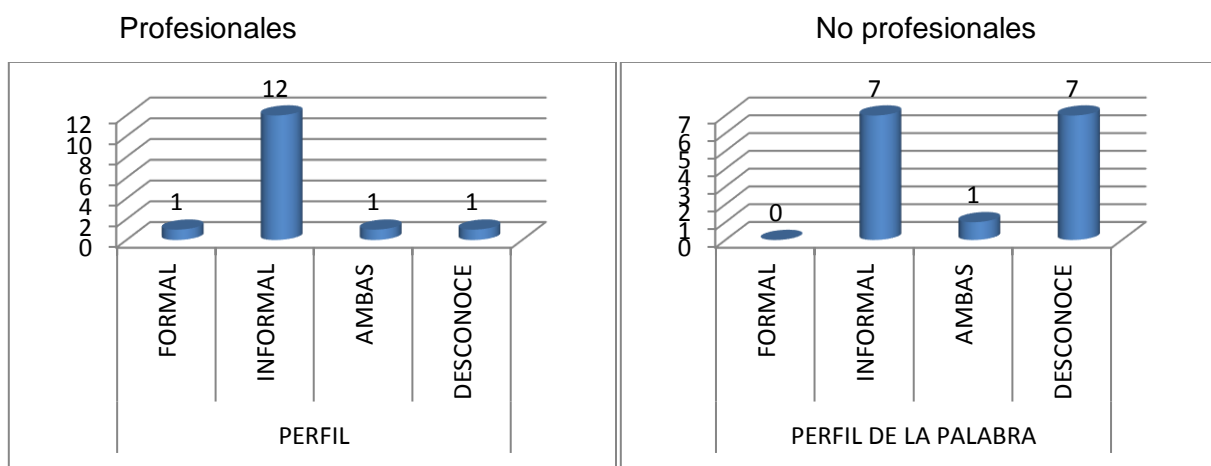 Profesionales
No profesionales
12
10
8
6
4
2
0
1
12
1
1
FORMAL
INFORMAL
AMBAS
DESCONOCE
PERFIL
7
6
5
4
3
2
1
0
0
7
1
7
FORMAL
INFORMAL
AMBAS
DESCONOCE
PERFIL DE LA PALABRA